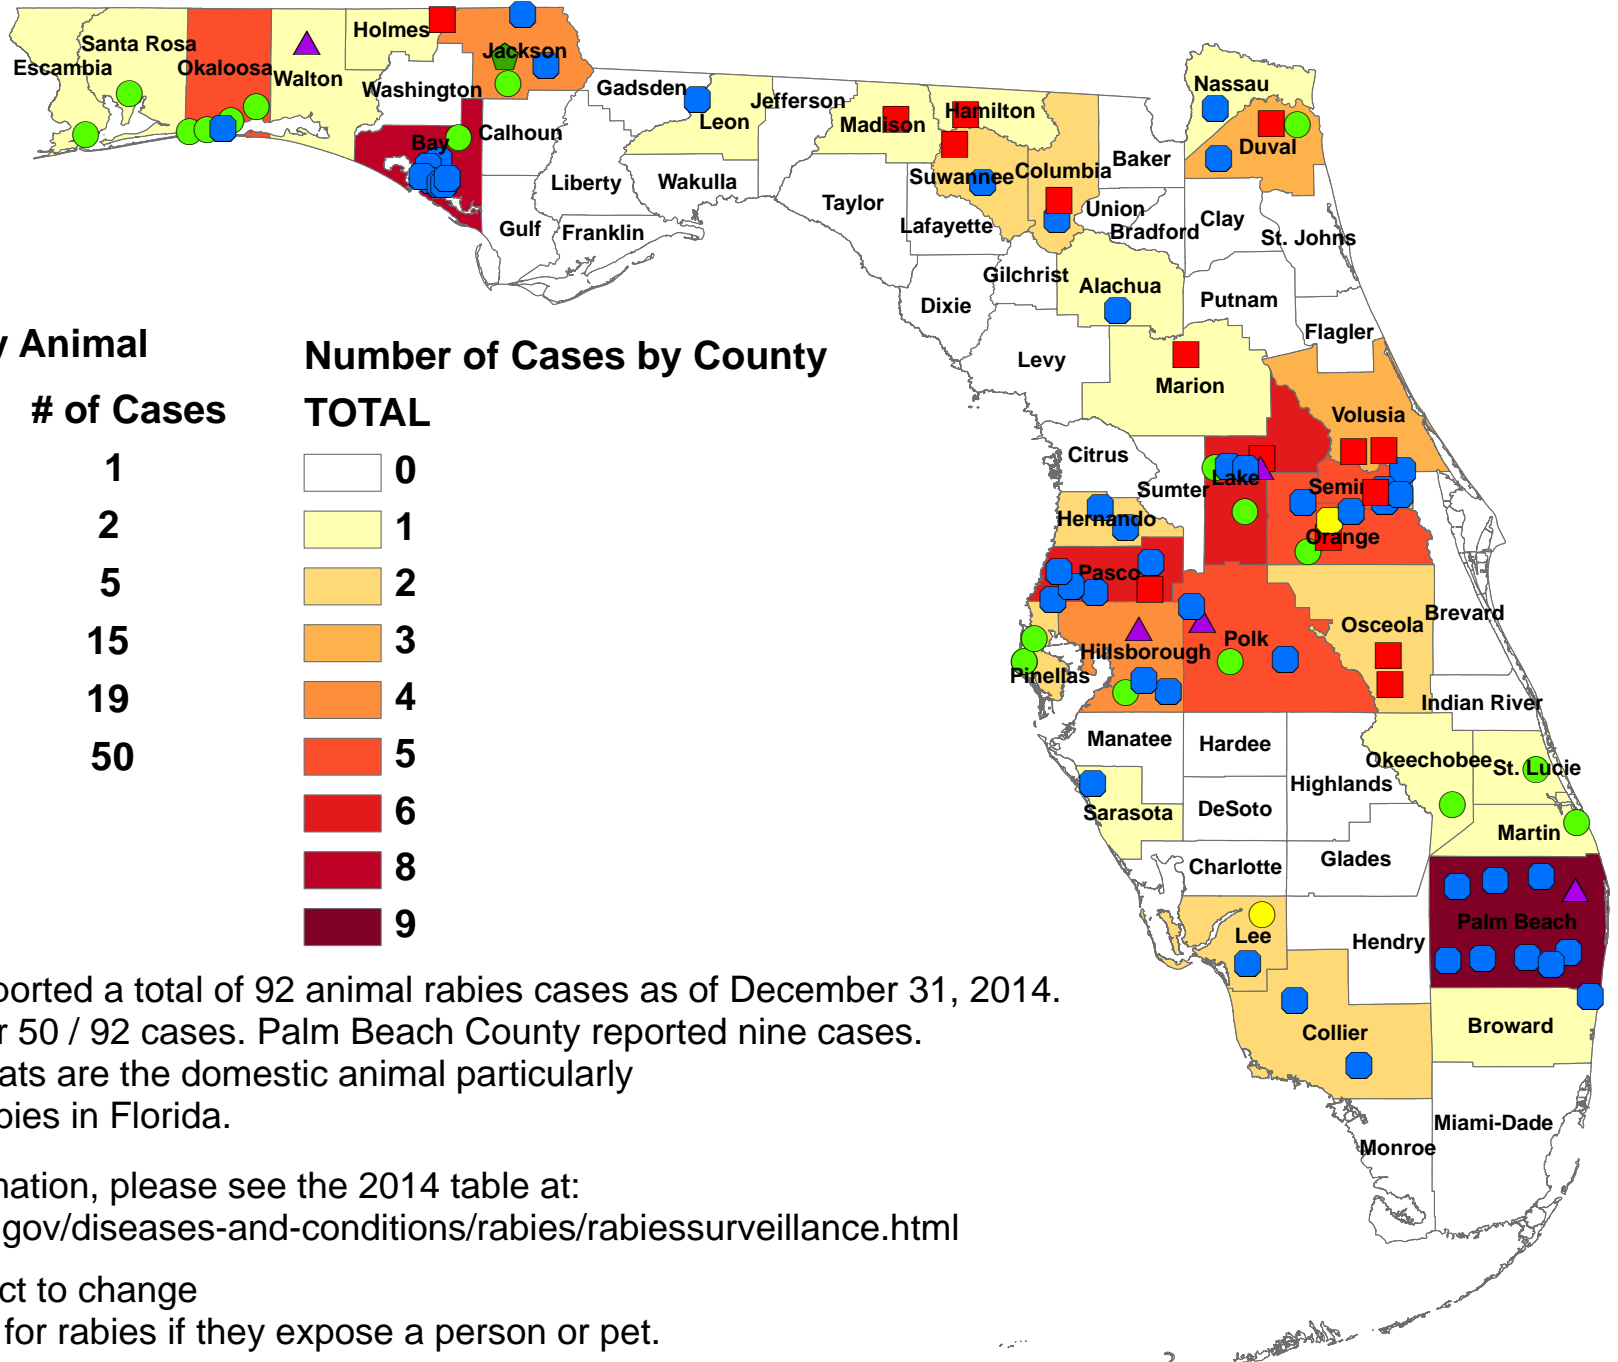 Holmes
Santa Rosa
Escambia
Okaloosa
Walton
Jackson
Washington
Bay
Calhoun
Gadsden
Leon
Jefferson
Madison
Hamilton
Liberty
Wakulla
Gulf
Franklin
Taylor
Suwannee
Lafayette
Columbia
Baker
Union
Bradford
Nassau
Duval
Clay
St. Johns
Gilchrist
Dixie
Alachua
Putnam
Flagler
Levy
Marion
Volusia
Citrus
Sumter
Lake
Semi
Hernando
Orange
Pasco
Brevard
Osceola
Polk
Hillsborough
Pinellas
Indian River
Manatee
Hardee
Highlands
Okeechobee
St. Lucie
Sarasota
DeSoto
Martin
Charlotte
Glades
Lee
Hendry
Palm Beach
Collier
Broward
Miami-Dade
Monroe
y Animal
# of Cases
1
2
5
15
19
50
Number of Cases by County
TOTAL
0
1
2
3
4
5
6
8
9
ported a total of 92 animal rabies cases as of December 31, 2014.
r 50 / 92 cases. Palm Beach County reported nine cases.
ats are the domestic animal particularly
bies in Florida.
nation, please see the 2014 table at:
gov/diseases-and-conditions/rabies/rabiessurveillance.html
ct to change
for rabies if they expose a person or pet.